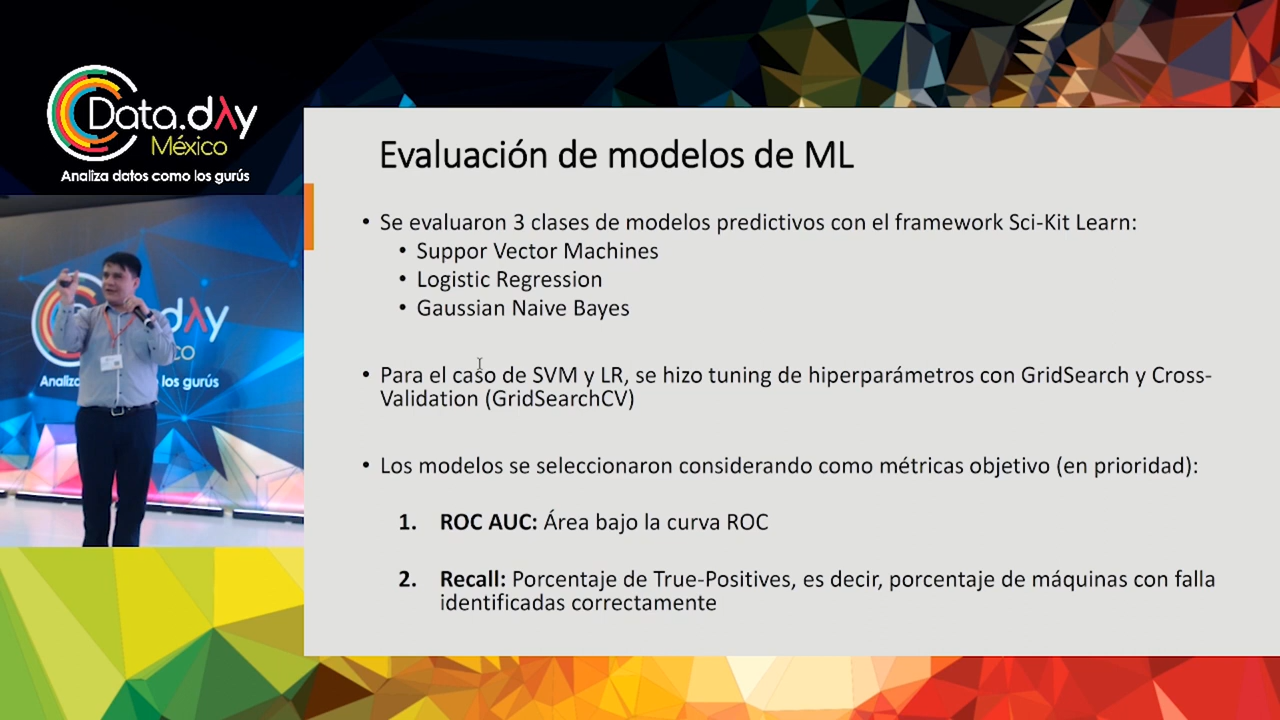 Data.dλy
México
Analiza datos como los gurús
Evaluación de modelos de ML
• Se evaluaron 3 clases de modelos predictivos con el framework Sci-Kit Learn:
• Suppor Vector Machines
• Logistic Regression
• Gaussian Naive Bayes
• Para el caso de SVM y LR, se hizo tuning de hiperparámetros con GridSearch y Cross-
Validation (GridSearchCV)
• Los modelos se seleccionaron considerando como métricas objetivo (en prioridad):
1. ROC AUC: Área bajo la curva ROC
2. Recall: Porcentaje de True-Positives, es decir, porcentaje de máquinas con falla
identificadas correctamente
dλy
co
los gurús